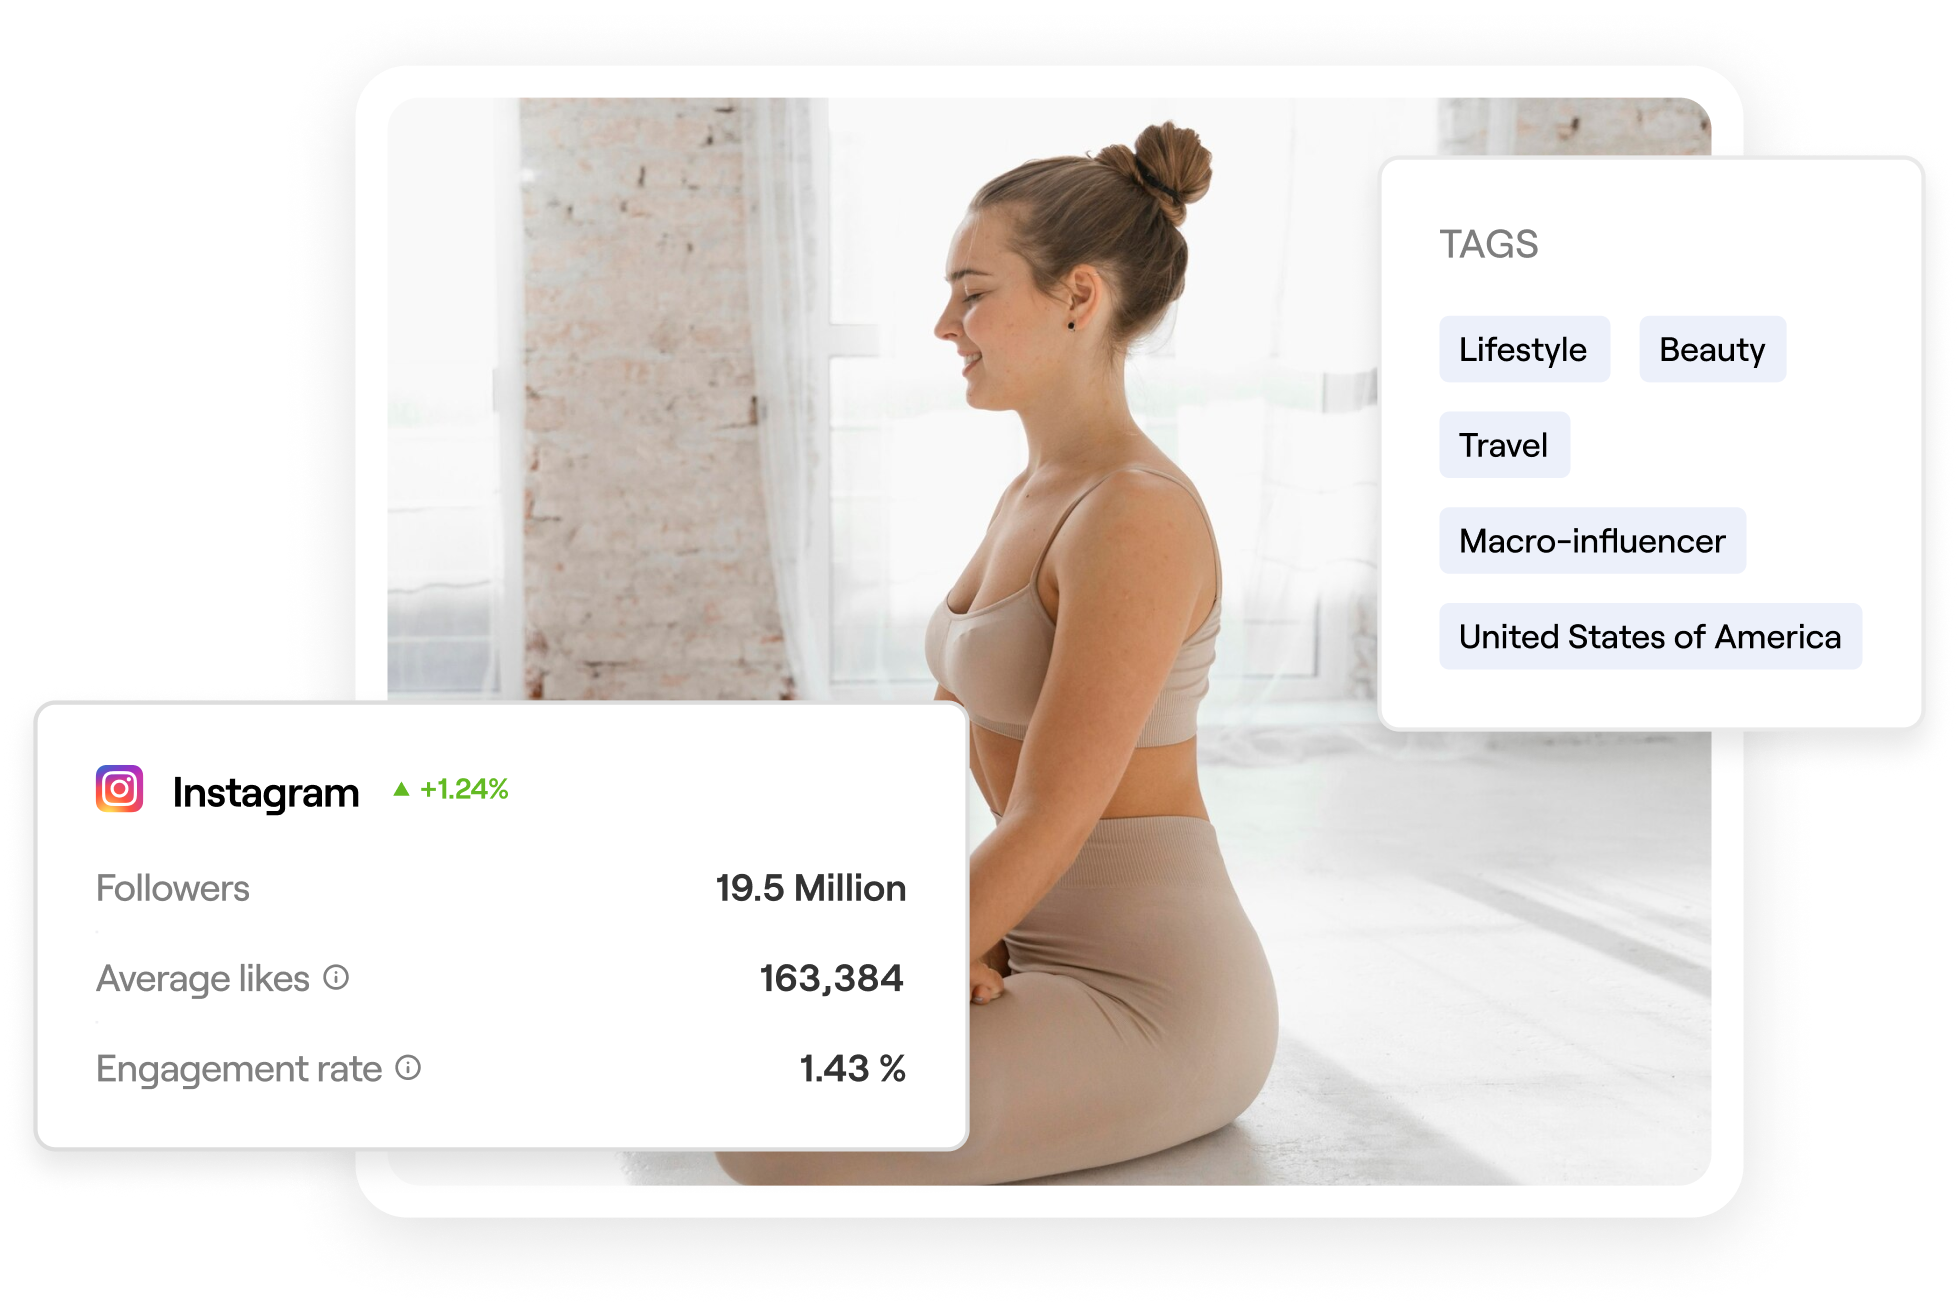 TAGS
Lifestyle Beauty
Travel
Macro-influencer
United States of America
Instagram ▲ +1.24%
Followers 19.5 Million
Average likes 163,384
Engagement rate 1.43 %